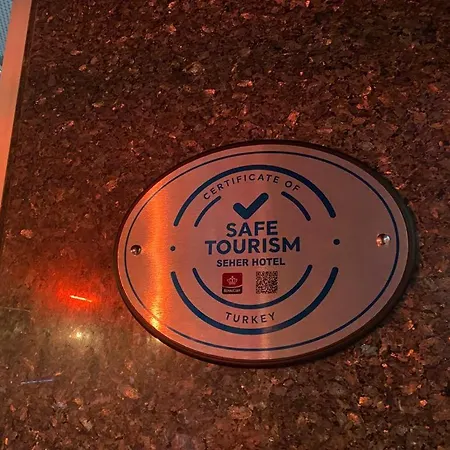 CERTIFICATE OF
SAFE
TOURISM
SEHER HOTEL
TURKEY